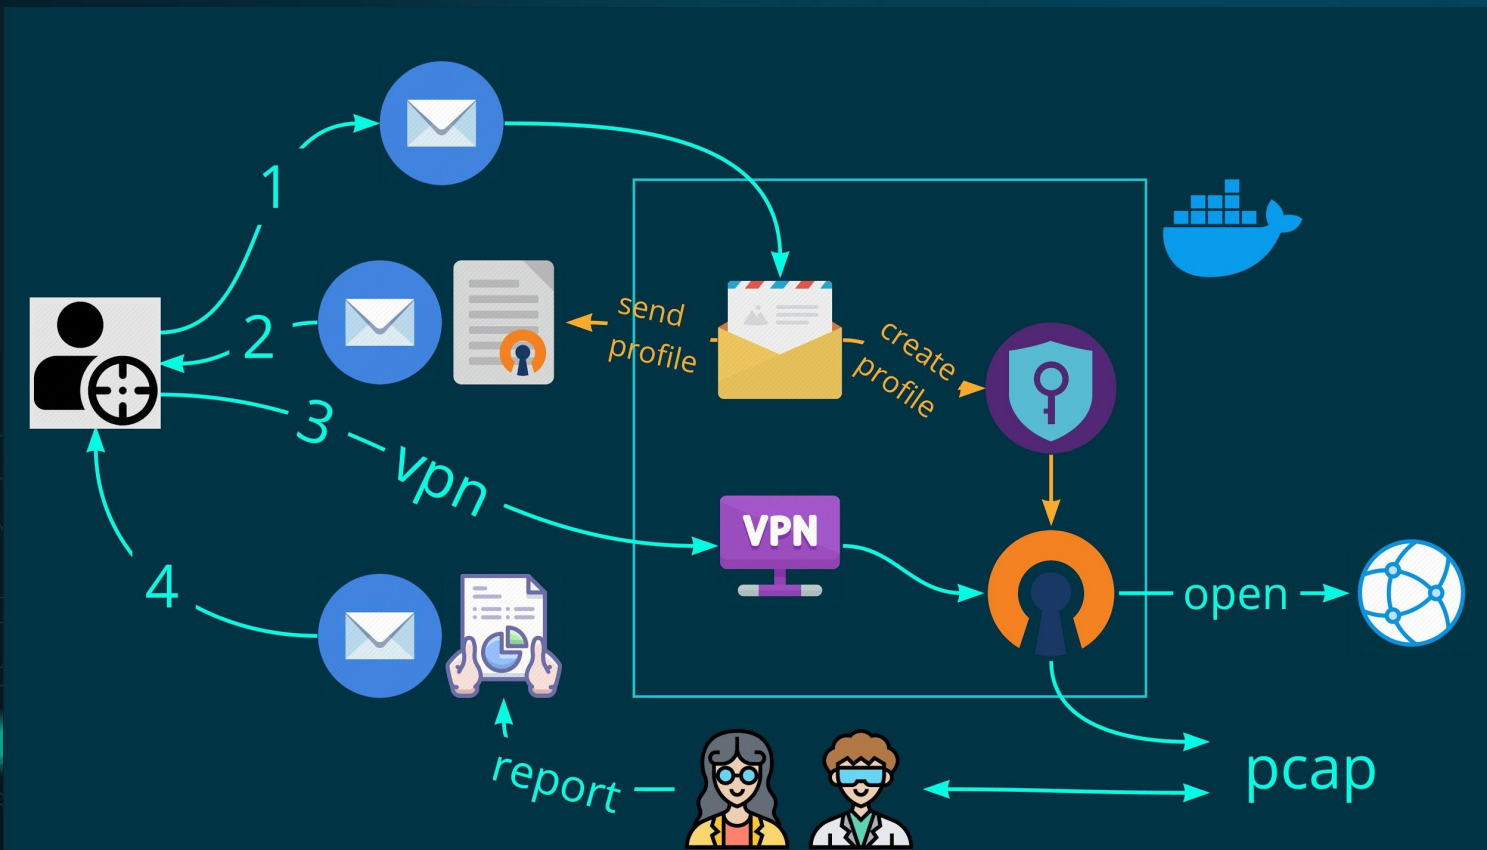 1
2
send
profile
create
profile
3
vpn
VPN
4
open
report
pcap